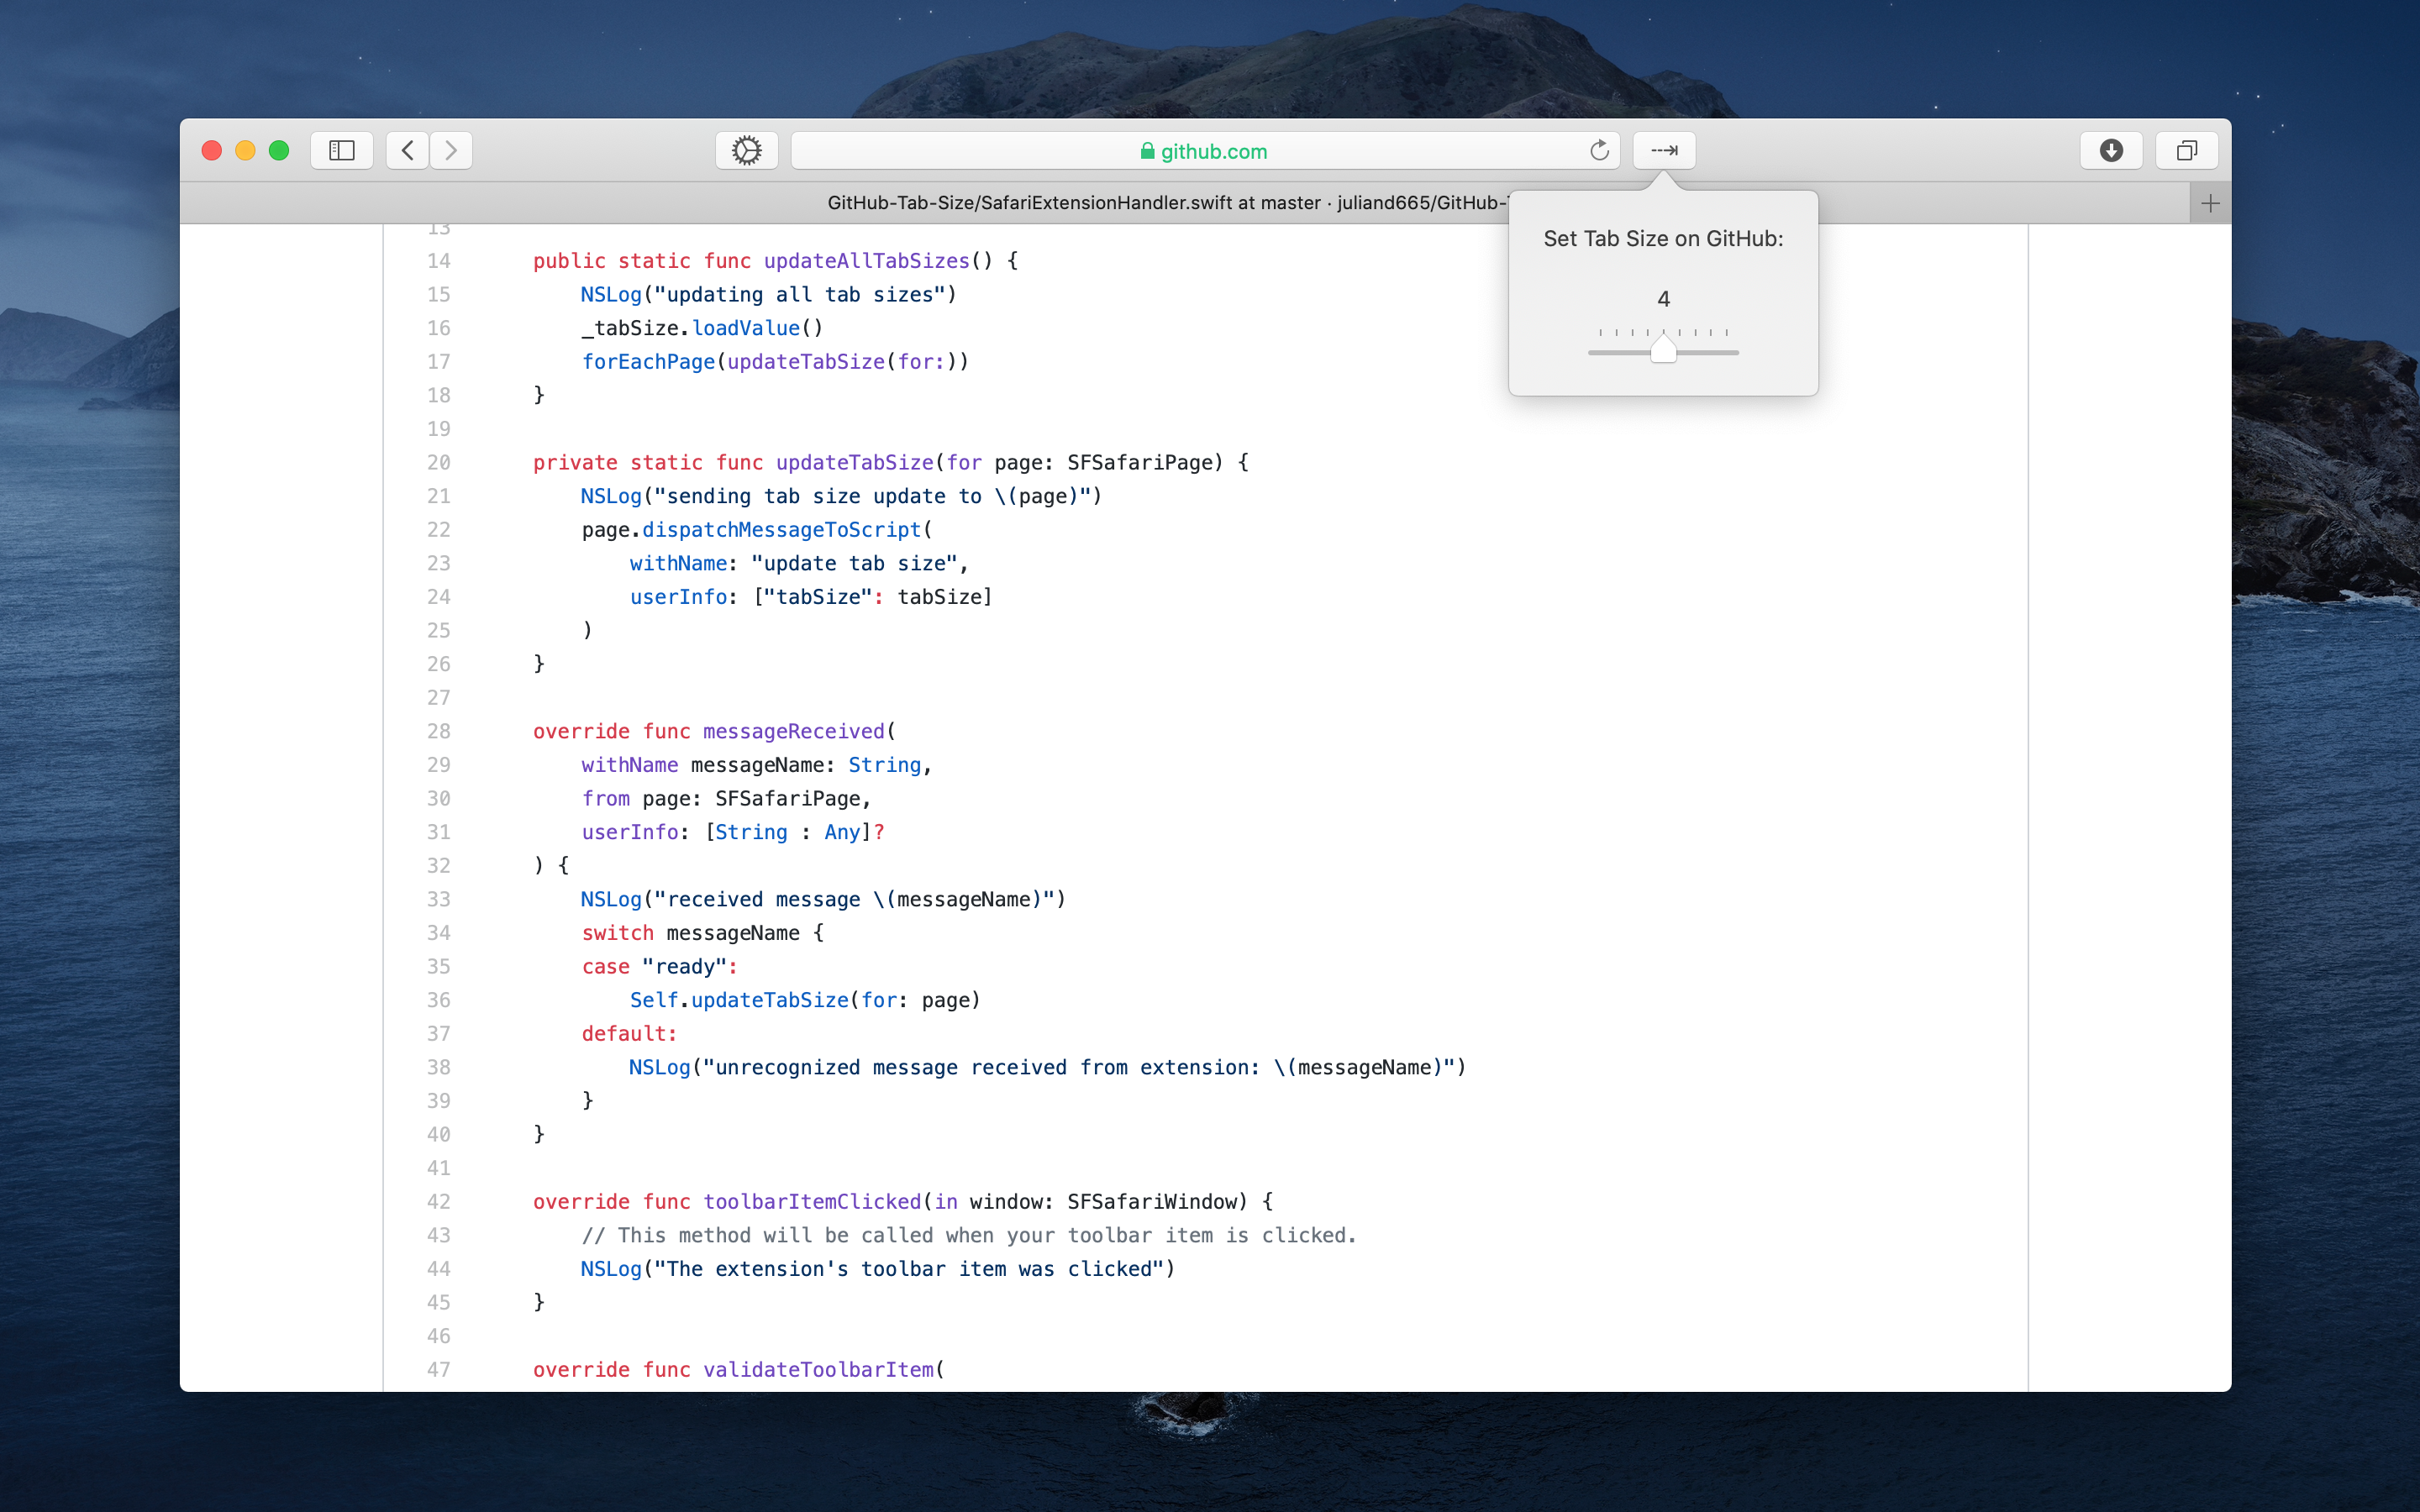 github.com
GitHub-Tab-Size/SafariExtensionHandler.swift at master · juliand665/GitHub-
Set Tab Size on GitHub:
4
13
14 public static func updateAllTabSizes() {
15 NSLog("updating all tab sizes")
16 _tabSize.loadValue()
17 forEachPage(updateTabSize(for:))
18 }
19
20 private static func updateTabSize(for page: SFSafariPage) {
21 NSLog("sending tab size update to \(page)")
22 page.dispatchMessageToScript(
23 withName: "update tab size",
24 userInfo: ["tabSize": tabSize]
25 )
26 }
27
28 override func messageReceived(
29 withName messageName: String,
30 from page: SFSafariPage,
31 userInfo: [String : Any]?
32 ) {
33 NSLog("received message \(messageName)")
34 switch messageName {
35 case "ready":
36 Self.updateTabSize(for: page)
37 default:
38 NSLog("unrecognized message received from extension: \(messageName)")
39 }
40 }
41
42 override func toolbarItemClicked(in window: SFSafariWindow) {
43 // This method will be called when your toolbar item is clicked.
44 NSLog("The extension's toolbar item was clicked")
45 }
46
47 override func validateToolbarItem(